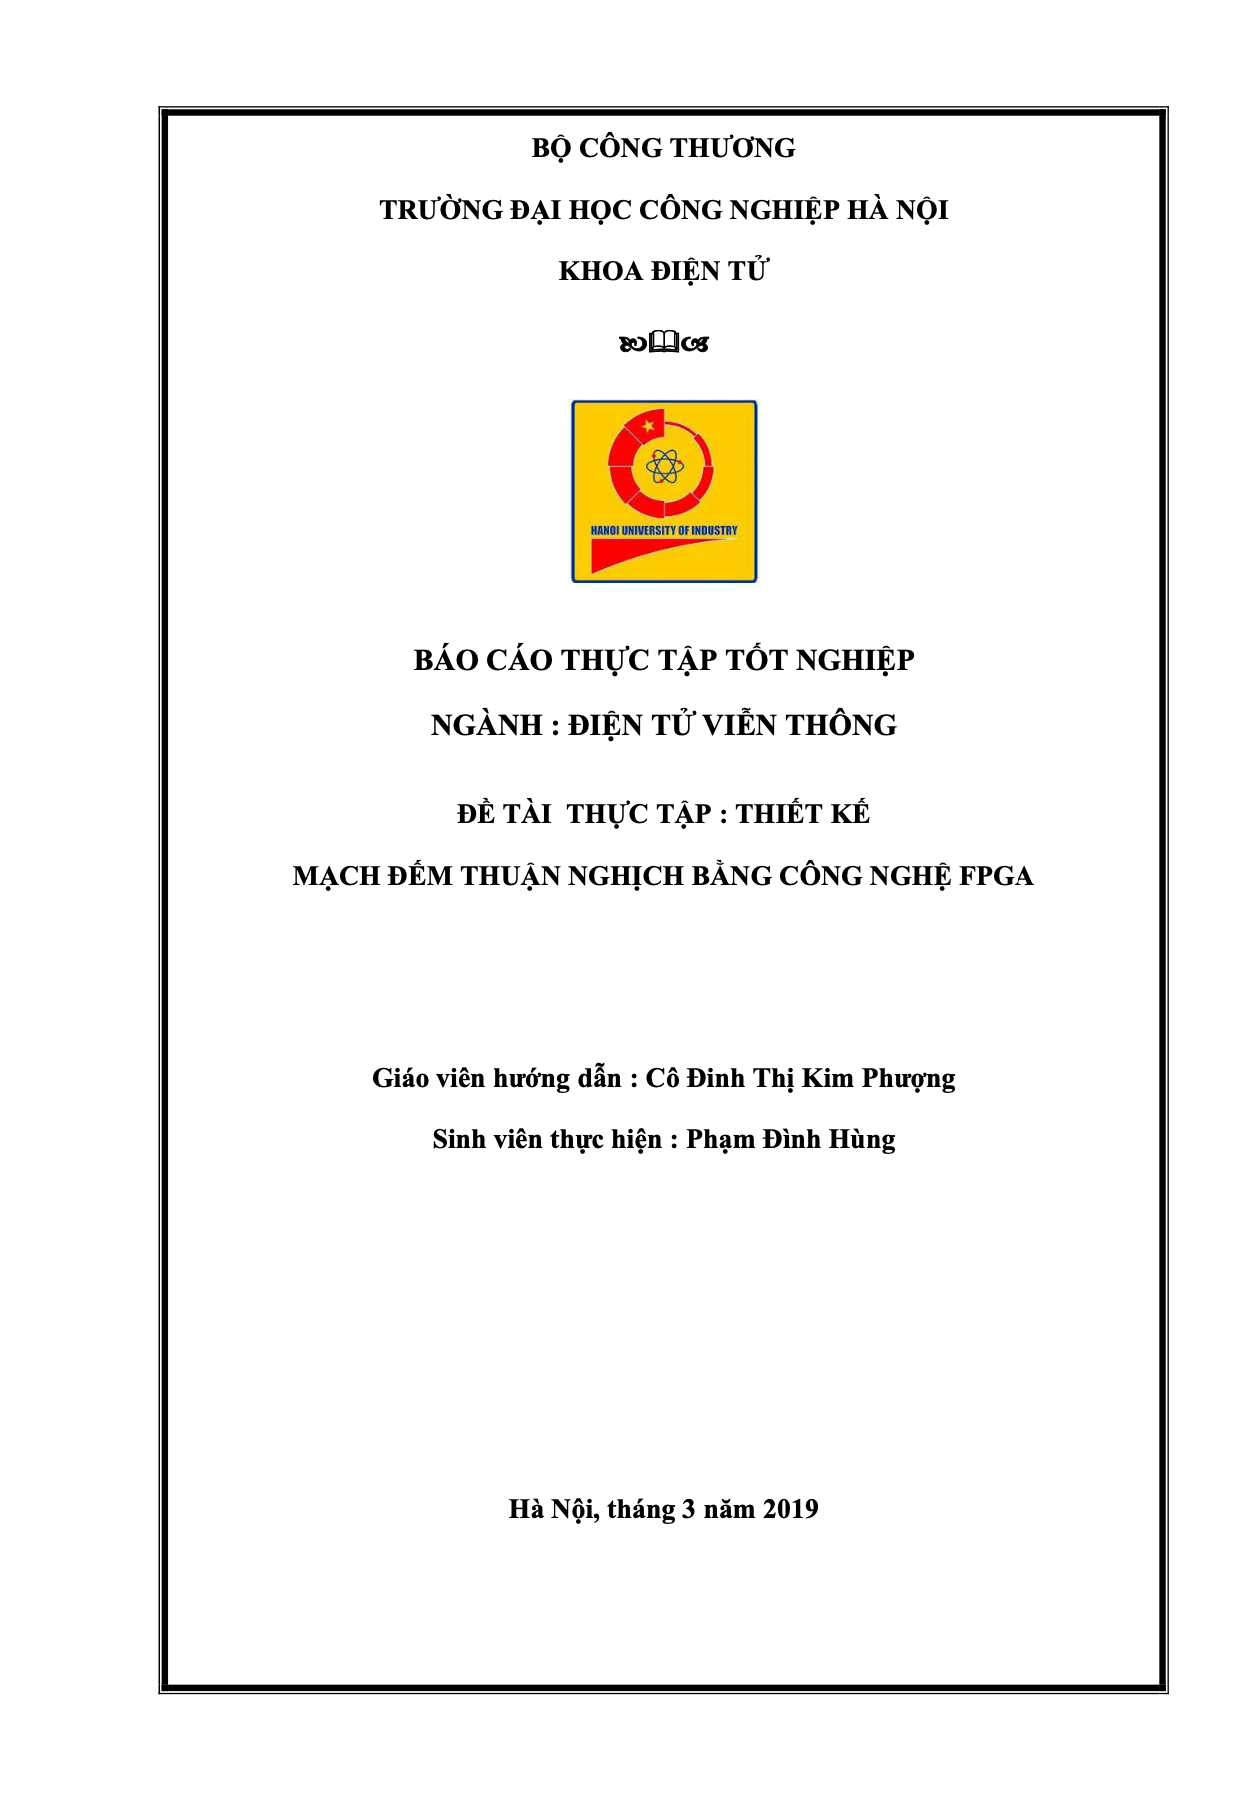 BỘ CÔNG THƯƠNG
TRƯỜNG ĐẠI HỌC CÔNG NGHIỆP HÀ NỘI
KHOA ĐIỆN TỬ
HANOI UNIVERSITY OF INDUSTRY
BÁO CÁO THỰC TẬP TỐT NGHIỆP
NGÀNH : ĐIỆN TỬ VIỄN THÔNG
ĐỀ TÀI  THỰC TẬP : THIẾT KẾ
MẠCH ĐẾM THUẬN NGHỊCH BẰNG CÔNG NGHỆ FPGA
Giáo viên hướng dẫn : Cô Đinh Thị Kim Phượng
Sinh viên thực hiện : Phạm Đình Hùng
Hà Nội, tháng 3 năm 2019